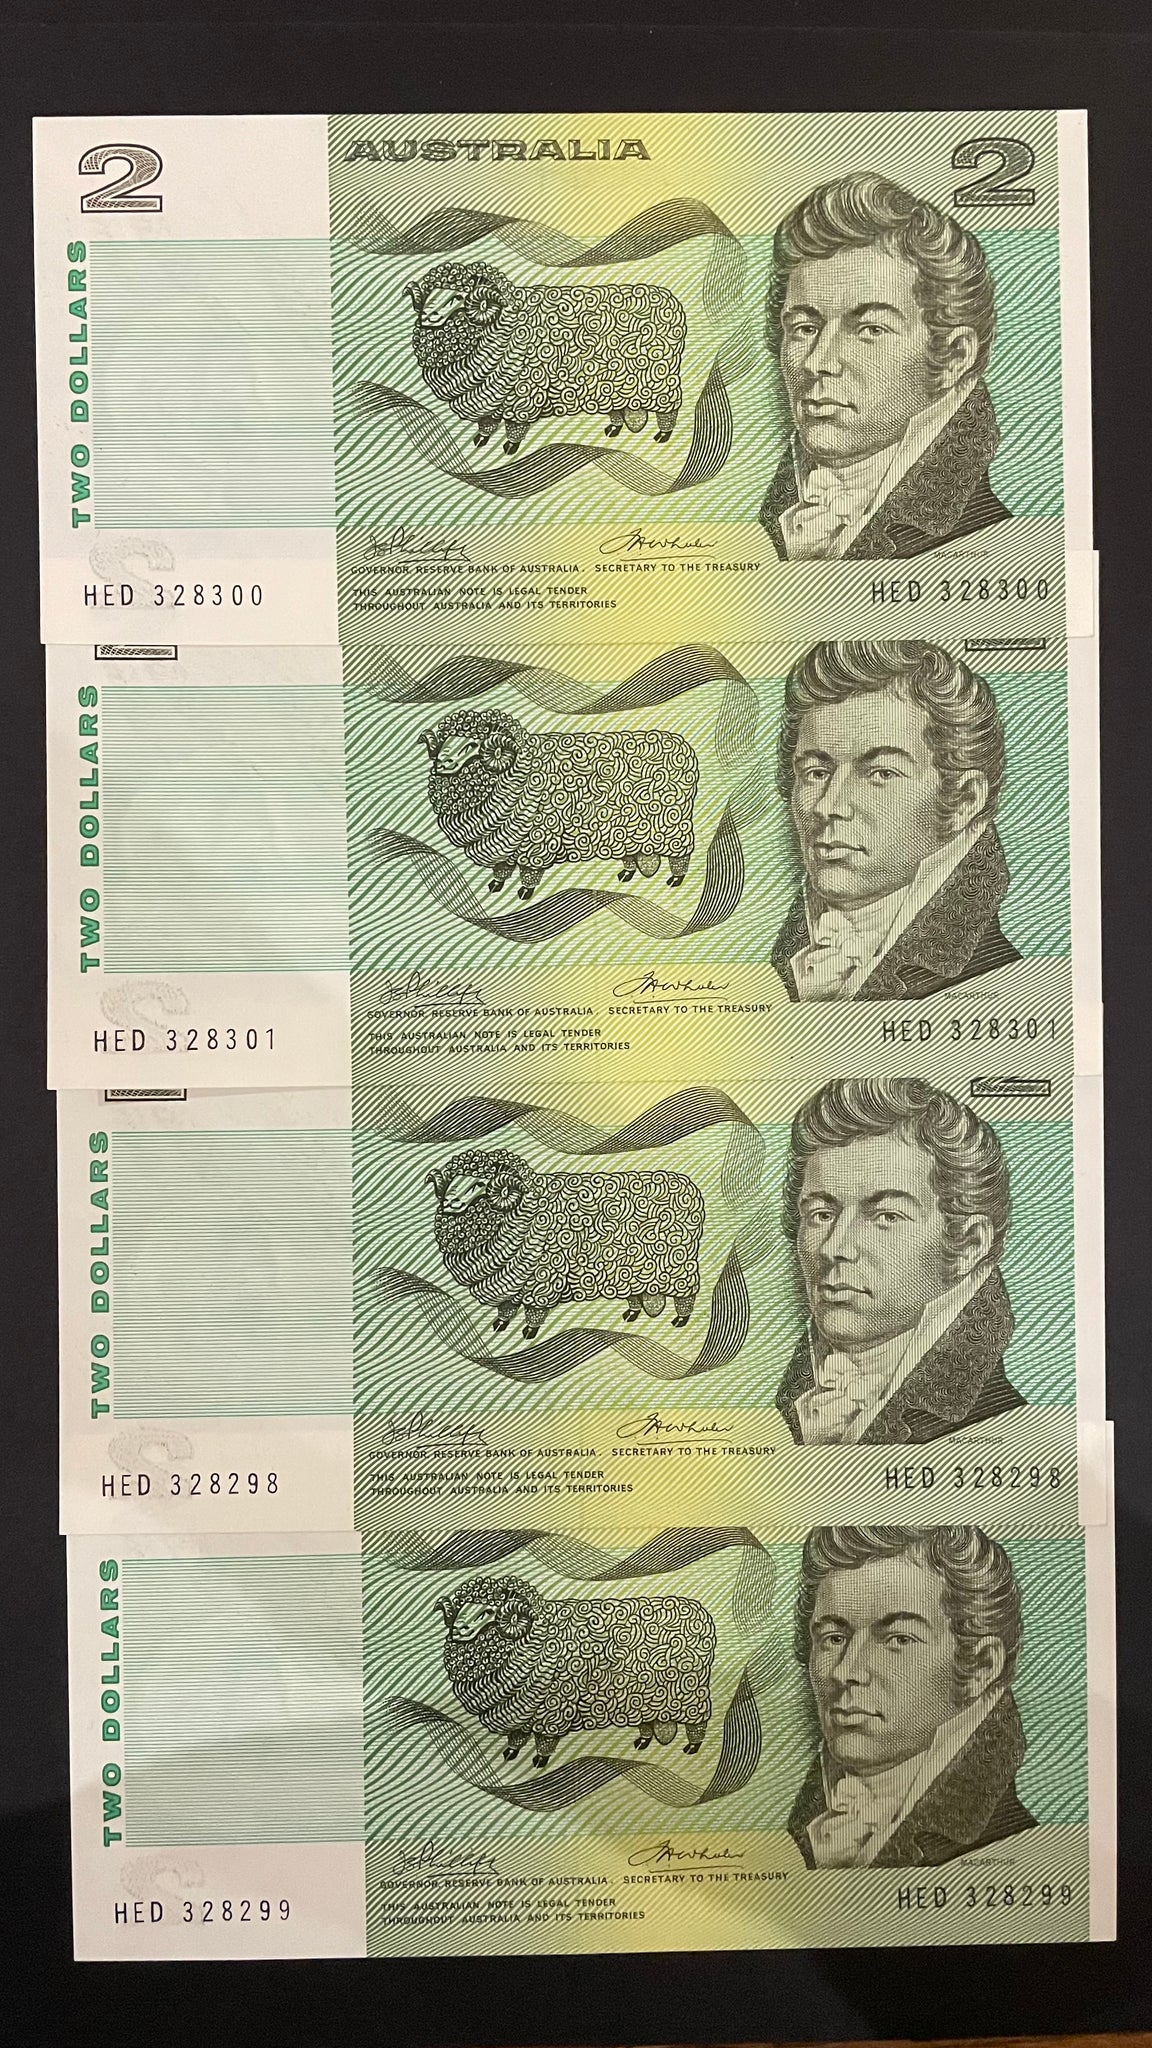 2 AUSTRALIA 2
TWO DOLLARS
MACARTHUR
GOVERNOR, RESERVE BANK OF AUSTRALIA. SECRETARY TO THE TREASURY
THIS AUSTRALIAN NOTE IS LEGAL TENDER
THROUGHOUT AUSTRALIA AND ITS TERRITORIES
HED 328300 HED 328300
TWO DOLLARS
MACARTHUR
GOVERNOR, RESERVE BANK OF AUSTRALIA. SECRETARY TO THE TREASURY
THIS AUSTRALIAN NOTE IS LEGAL TENDER
THROUGHOUT AUSTRALIA AND ITS TERRITORIES
HED 328301 HED 328301
TWO DOLLARS
MACARTHUR
GOVERNOR, RESERVE BANK OF AUSTRALIA. SECRETARY TO THE TREASURY
THIS AUSTRALIAN NOTE IS LEGAL TENDER
THROUGHOUT AUSTRALIA AND ITS TERRITORIES
HED 328298 HED 328298
TWO DOLLARS
MACARTHUR
GOVERNOR, RESERVE BANK OF AUSTRALIA. SECRETARY TO THE TREASURY
THIS AUSTRALIAN NOTE IS LEGAL TENDER
THROUGHOUT AUSTRALIA AND ITS TERRITORIES
HED 328299 HED 328299